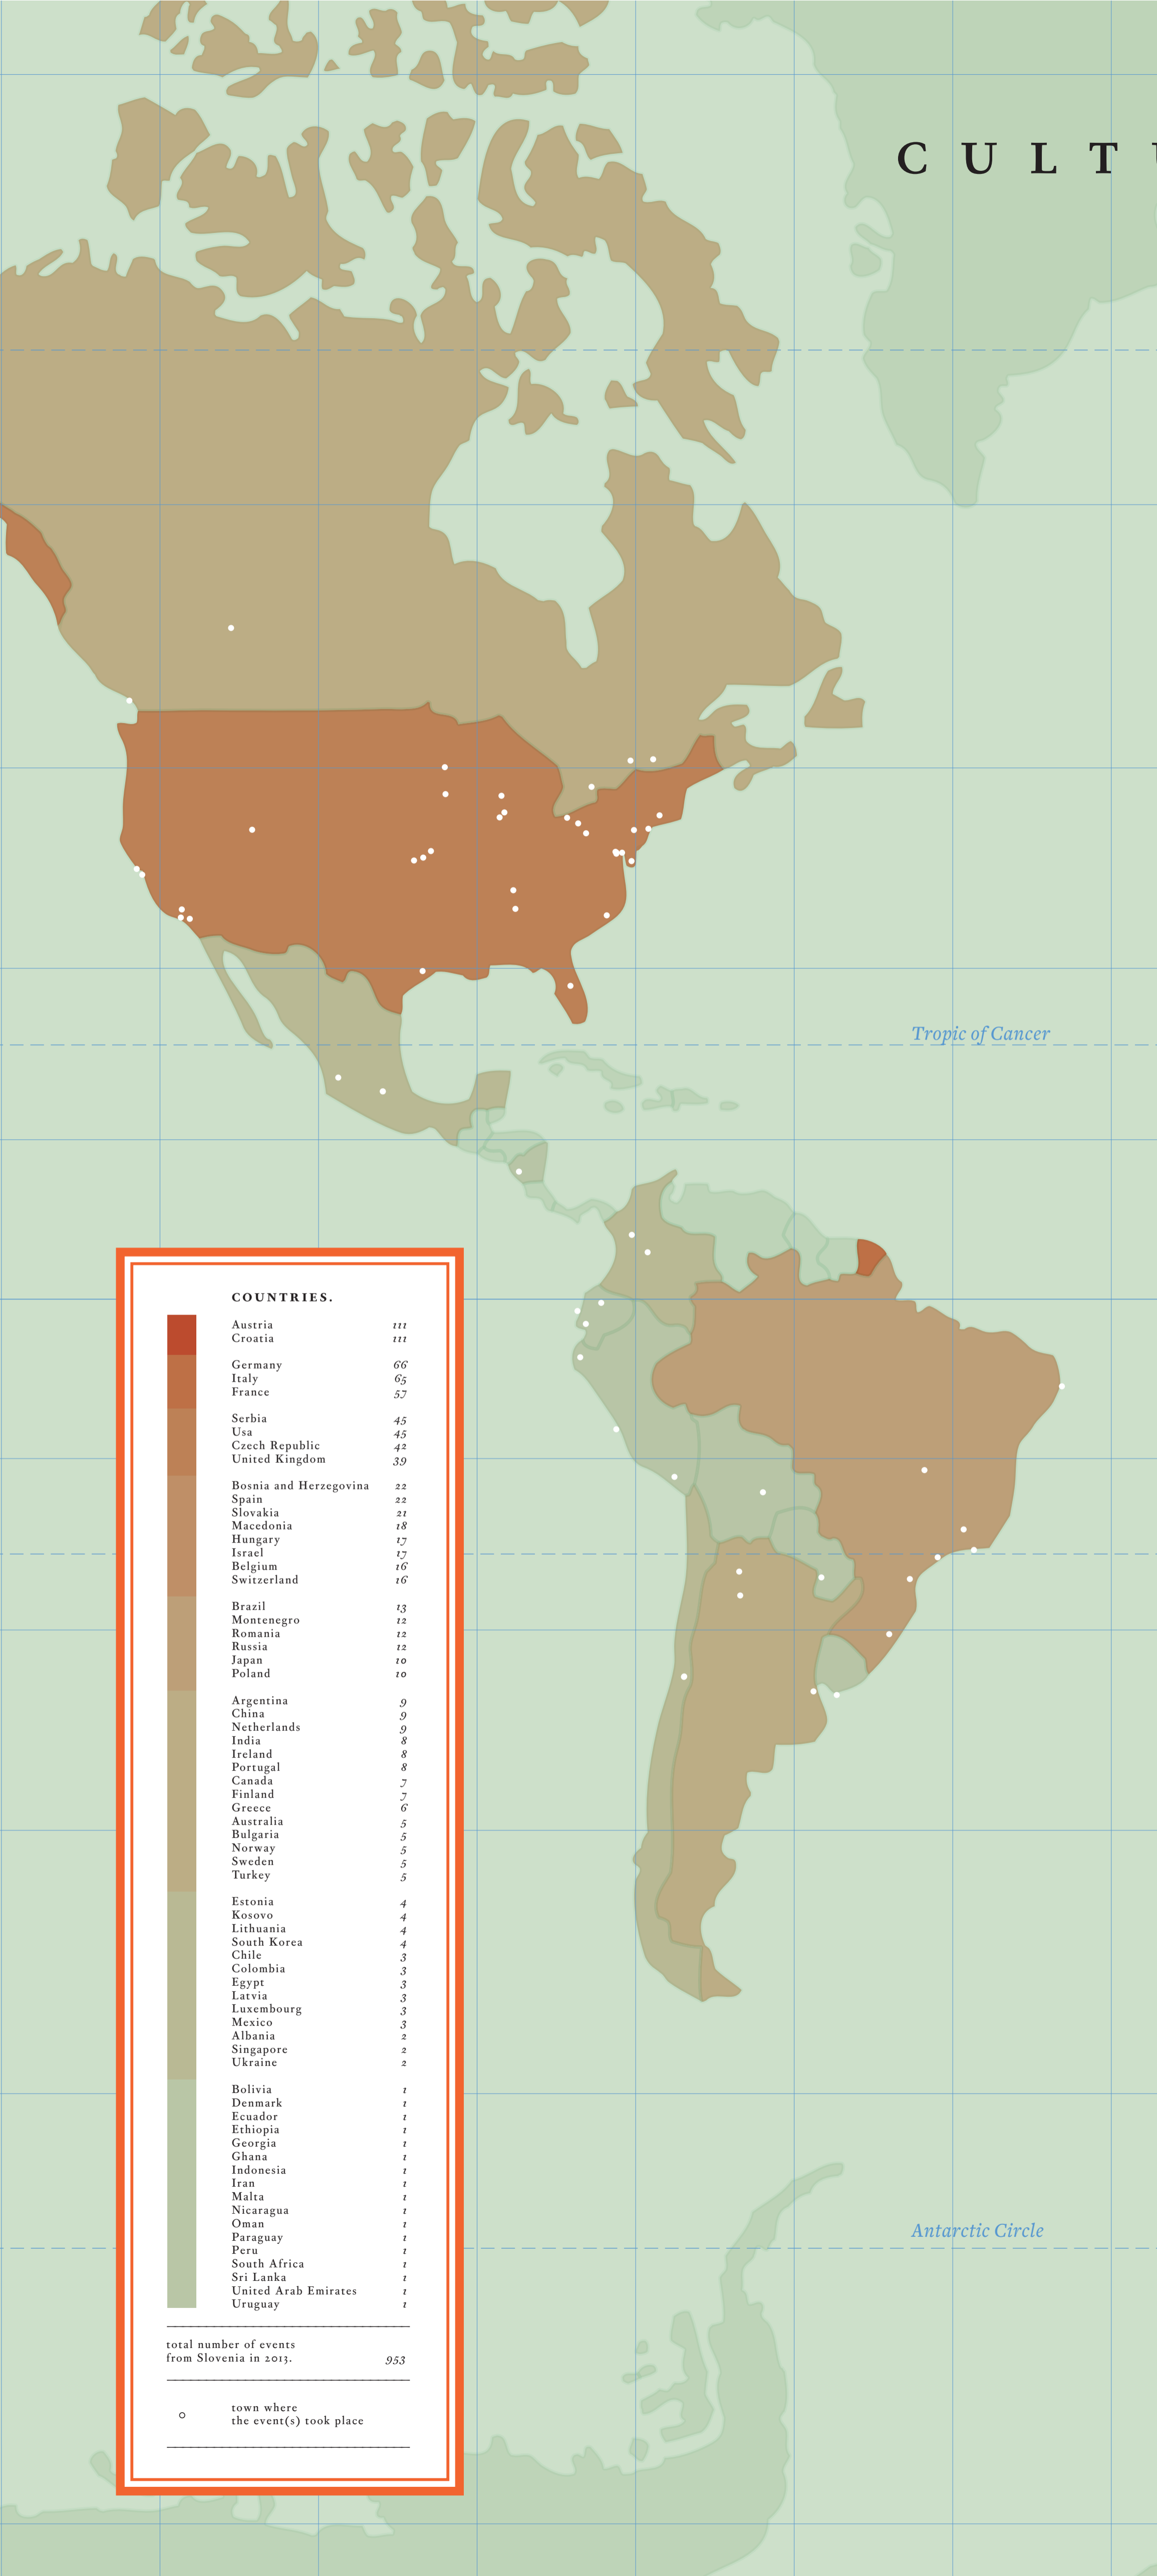 C U L T
Tropic of Cancer
COUNTRIES.
Austria 111
Croatia 111
Germany 66
Italy 65
France 57
Serbia 45
Usa 45
Czech Republic 42
United Kingdom 39
Bosnia and Herzegovina 22
Spain 22
Slovakia 21
Macedonia 18
Hungary 17
Israel 17
Belgium 16
Switzerland 16
Brazil 13
Montenegro 12
Romania 12
Russia 12
Japan 10
Poland 10
Argentina 9
China 9
Netherlands 9
India 8
Ireland 8
Portugal 8
Canada 7
Finland 7
Greece 6
Australia 5
Bulgaria 5
Norway 5
Sweden 5
Turkey 5
Estonia 4
Kosovo 4
Lithuania 4
South Korea 4
Chile 3
Colombia 3
Egypt 3
Latvia 3
Luxembourg 3
Mexico 3
Albania 2
Singapore 2
Ukraine 2
Bolivia 1
Denmark 1
Ecuador 1
Ethiopia 1
Georgia 1
Ghana 1
Indonesia 1
Iran 1
Malta 1
Nicaragua 1
Oman 1
Paraguay 1
Peru 1
South Africa 1
Sri Lanka 1
United Arab Emirates 1
Uruguay 1
total number of events
from Slovenia in 2013. 953
town where
the event(s) took place
Antarctic Circle